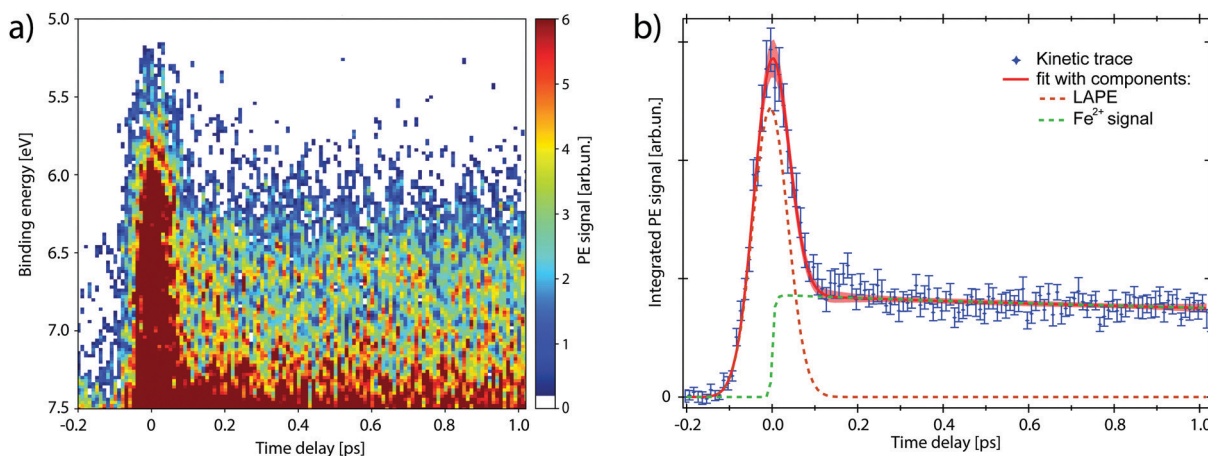 a)
5.0
5.5
6.0
6.5
7.0
7.5
Binding energy [eV]
-0.2
0
0.2
0.4
0.6
0.8
1.0
Time delay [ps]
6
5
4
3
2
1
0
PE signal [arb.un.]
b)
Kinetic trace
fit with components:
LAPE
Fe²⁺ signal
Integrated PE signal [arb.un.]
0
-0.2
0.0
0.2
0.4
0.6
0.8
1.0
Time delay [ps]